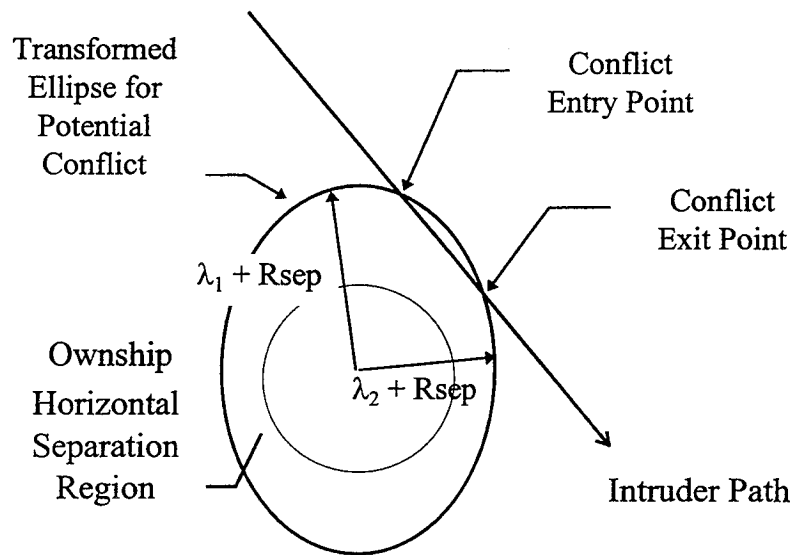 Transformed
Ellipse for
Potential
Conflict
Conflict
Entry Point
Conflict
Exit Point
λ₁ + Rsep
λ₂ + Rsep
Ownship
Horizontal
Separation
Region
Intruder Path